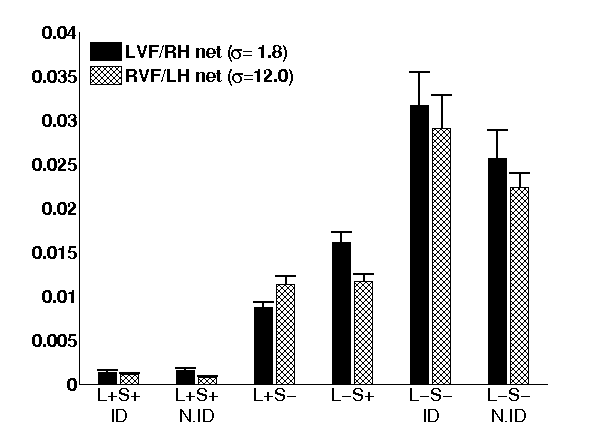 0.04
LVF/RH net (σ= 1.8)
0.035
RVF/LH net (σ=12.0)
0.03
0.025
0.02
0.015
0.01
0.005
0
L+S+ L+S+ L+S− L−S+ L−S− L−S−
ID N.ID ID N.ID